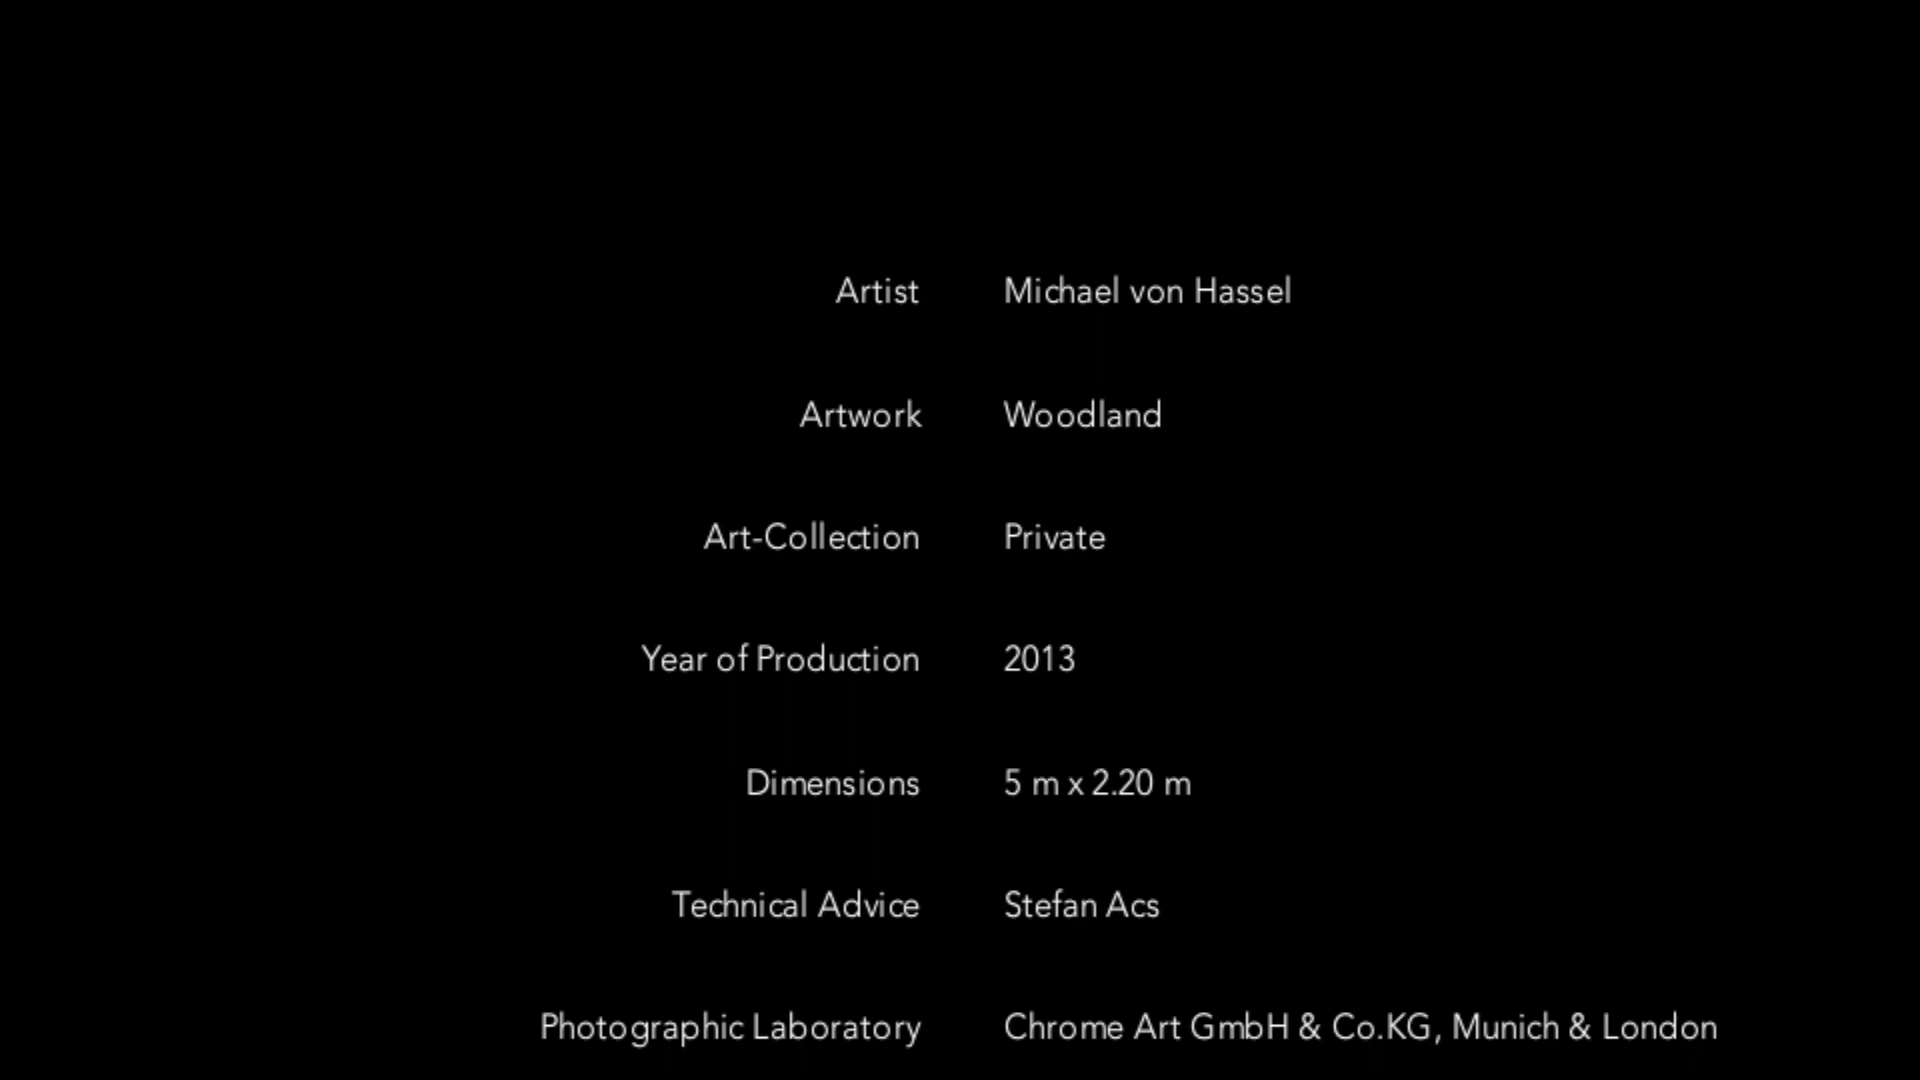 Artist Michael von Hassel
Artwork Woodland
Art-Collection Private
Year of Production 2013
Dimensions 5 m x 2.20 m
Technical Advice Stefan Acs
Photographic Laboratory Chrome Art GmbH & Co.KG, Munich & London